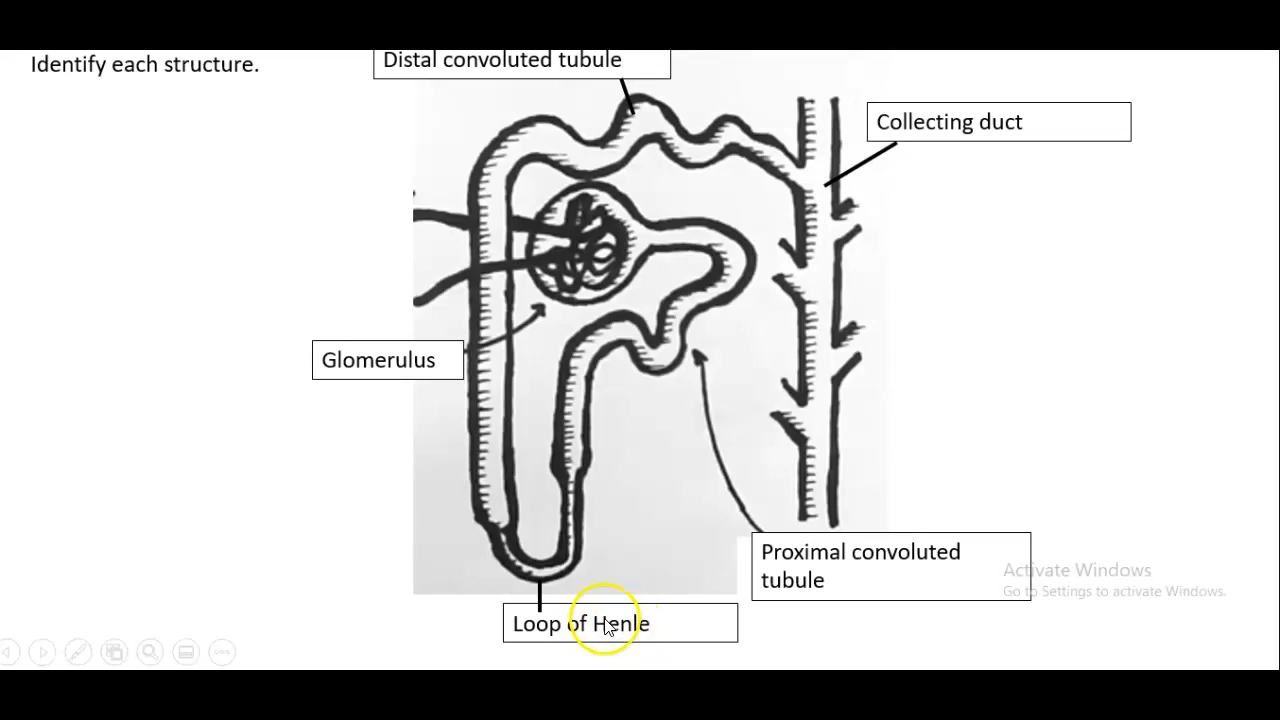 Identify each structure.
Distal convoluted tubule
Collecting duct
Glomerulus
Proximal convoluted
tubule
Activate Windows
Go to Settings to activate Windows.
Loop of Henle